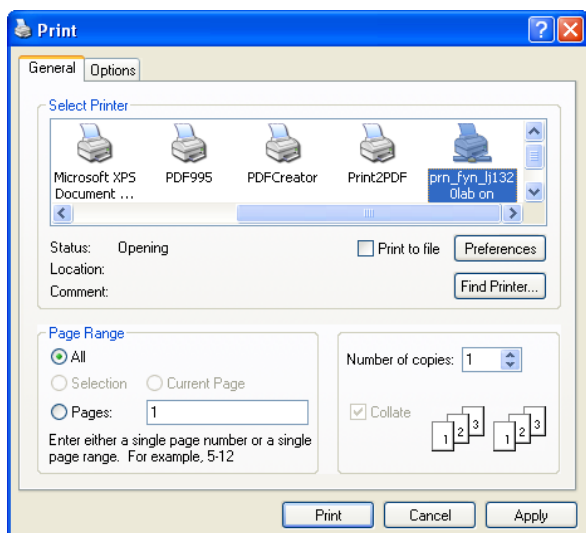 Print
General Options
Select Printer
Microsoft XPS Document ... PDF995 PDFCreator Print2PDF prn_fyn_lj1320lab on
Status: Opening
Print to file
Preferences
Location:
Comment:
Find Printer...
Page Range
All
Selection Current Page
Pages: 1
Enter either a single page number or a single
page range. For example, 5-12
Number of copies: 1
Collate
1 2 3 1 2 3
Print Cancel Apply